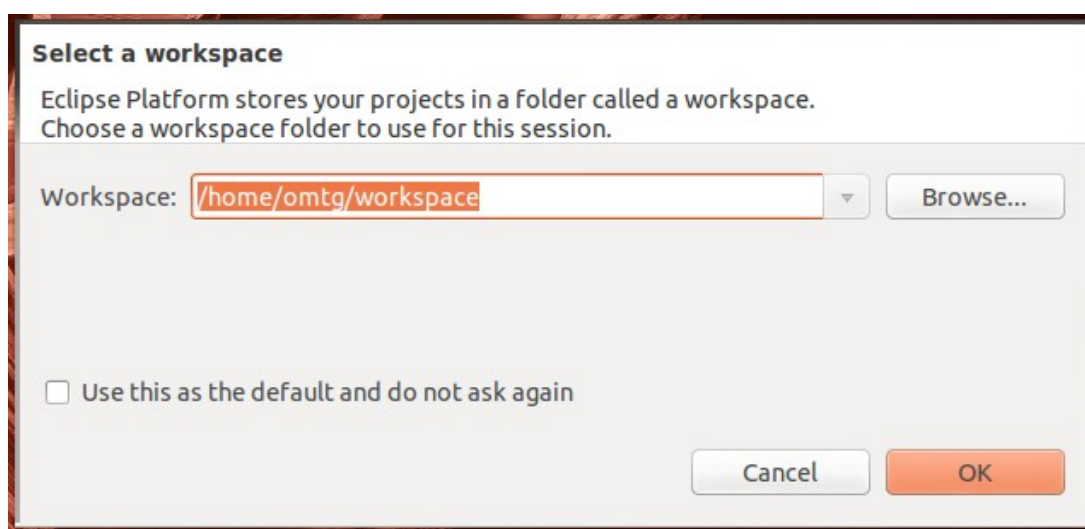 Select a workspace
Eclipse Platform stores your projects in a folder called a workspace.
Choose a workspace folder to use for this session.
Workspace: /home/omtg/workspace Browse...
Use this as the default and do not ask again
Cancel OK